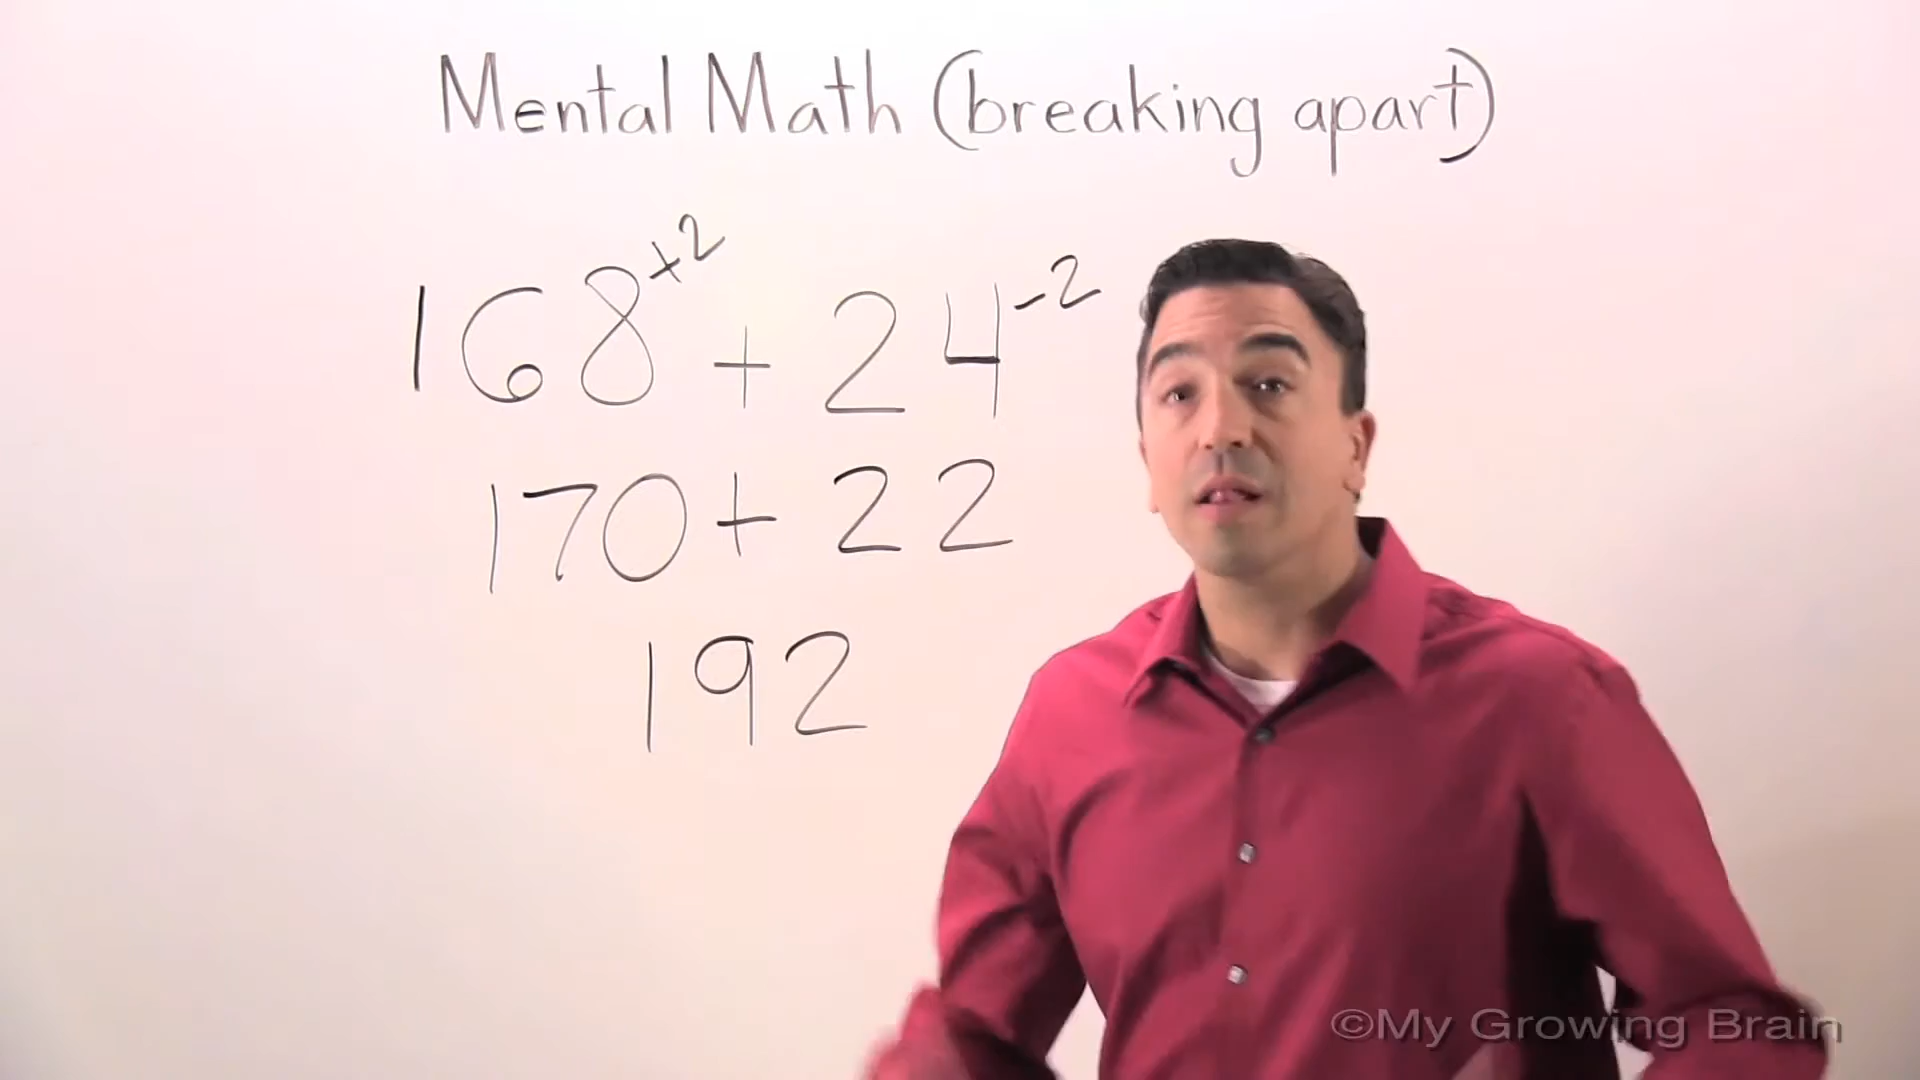 Mental Math (breaking apart)
168+2 + 24-2
170 + 22
192
©My Growing Brain